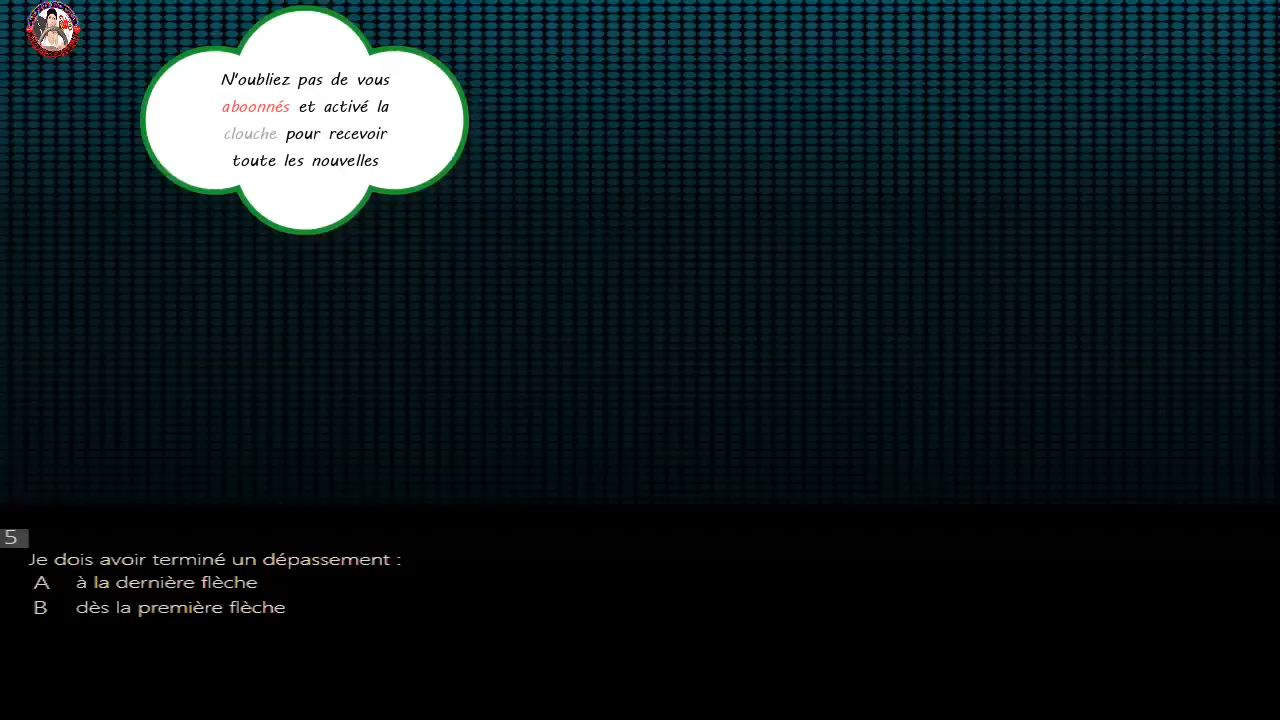 N'oubliez pas de vous
aboonnés et activé la
clouche pour recevoir
toute les nouvelles
5
Je dois avoir terminé un dépassement :
A à la dernière flèche
B dès la première flèche